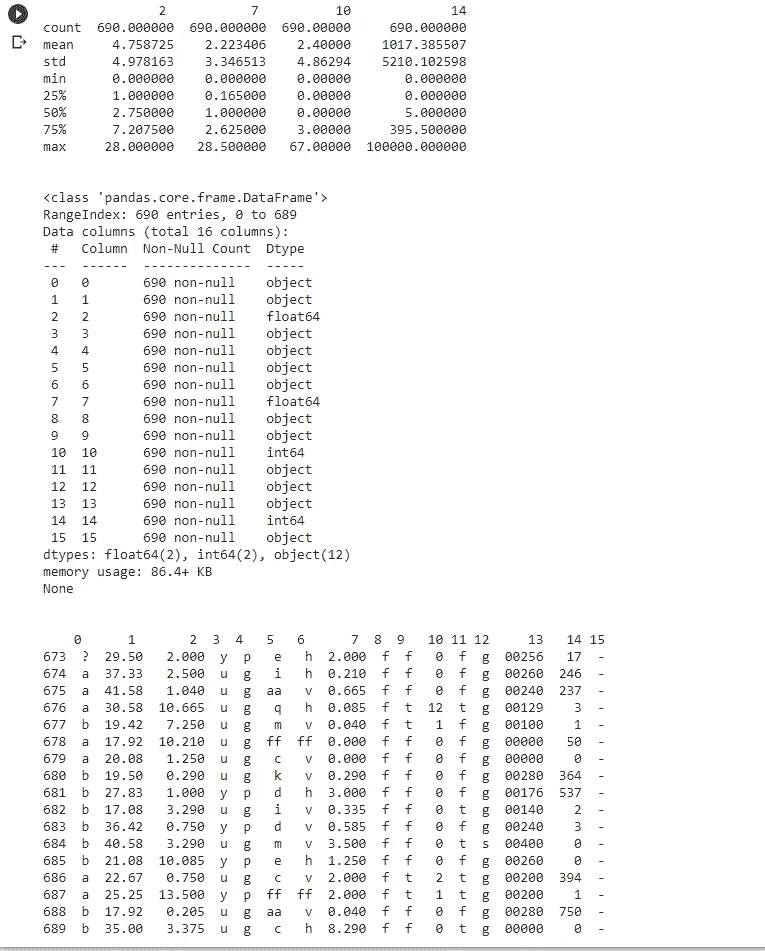 2 7 10 14
count 690.000000 690.000000 690.00000 690.000000
mean 4.758725 2.223406 2.40000 1017.385507
std 4.978163 3.346513 4.86294 5210.102598
min 0.000000 0.000000 0.00000 0.000000
25% 1.000000 0.165000 0.00000 0.000000
50% 2.750000 1.000000 0.00000 5.000000
75% 7.207500 2.625000 3.00000 395.500000
max 28.000000 28.500000 67.00000 100000.000000
<class 'pandas.core.frame.DataFrame'>
RangeIndex: 690 entries, 0 to 689
Data columns (total 16 columns):
# Column Non-Null Count Dtype
--- ------ -------------- -----
0 0 690 non-null object
1 1 690 non-null object
2 2 690 non-null float64
3 3 690 non-null object
4 4 690 non-null object
5 5 690 non-null object
6 6 690 non-null object
7 7 690 non-null float64
8 8 690 non-null object
9 9 690 non-null object
10 10 690 non-null int64
11 11 690 non-null object
12 12 690 non-null object
13 13 690 non-null object
14 14 690 non-null int64
15 15 690 non-null object
dtypes: float64(2), int64(2), object(12)
memory usage: 86.4+ KB
None
0 1 2 3 4 5 6 7 8 9 10 11 12 13 14 15
673 ? 29.50 2.000 y p e h 2.000 f f 0 f g 00256 17 -
674 a 37.33 2.500 u g i h 0.210 f f 0 f g 00260 246 -
675 a 41.58 1.040 u g aa v 0.665 f f 0 f g 00240 237 -
676 a 30.58 10.665 u g q h 0.085 f t 12 t g 00129 3 -
677 b 19.42 7.250 u g m v 0.040 f t 1 f g 00100 1 -
678 a 17.92 10.210 u g ff ff 0.000 f f 0 f g 00000 50 -
679 a 20.08 1.250 u g c v 0.000 f f 0 f g 00000 0 -
680 b 19.50 0.290 u g k v 0.290 f f 0 f g 00280 364 -
681 b 27.83 1.000 y p d h 3.000 f f 0 f g 00176 537 -
682 b 17.08 3.290 u g i v 0.335 f f 0 t g 00140 2 -
683 b 36.42 0.750 y p d v 0.585 f f 0 f g 00240 3 -
684 b 40.58 3.290 u g m v 3.500 f f 0 t s 00400 0 -
685 b 21.08 10.085 y p e h 1.250 f f 0 f g 00260 0 -
686 a 22.67 0.750 u g c v 2.000 f t 2 t g 00200 394 -
687 a 25.25 13.500 y p ff ff 2.000 f t 1 t g 00200 1 -
688 b 17.92 0.205 u g aa v 0.040 f f 0 f g 00280 750 -
689 b 35.00 3.375 u g c h 8.290 f f 0 t g 00000 0 -